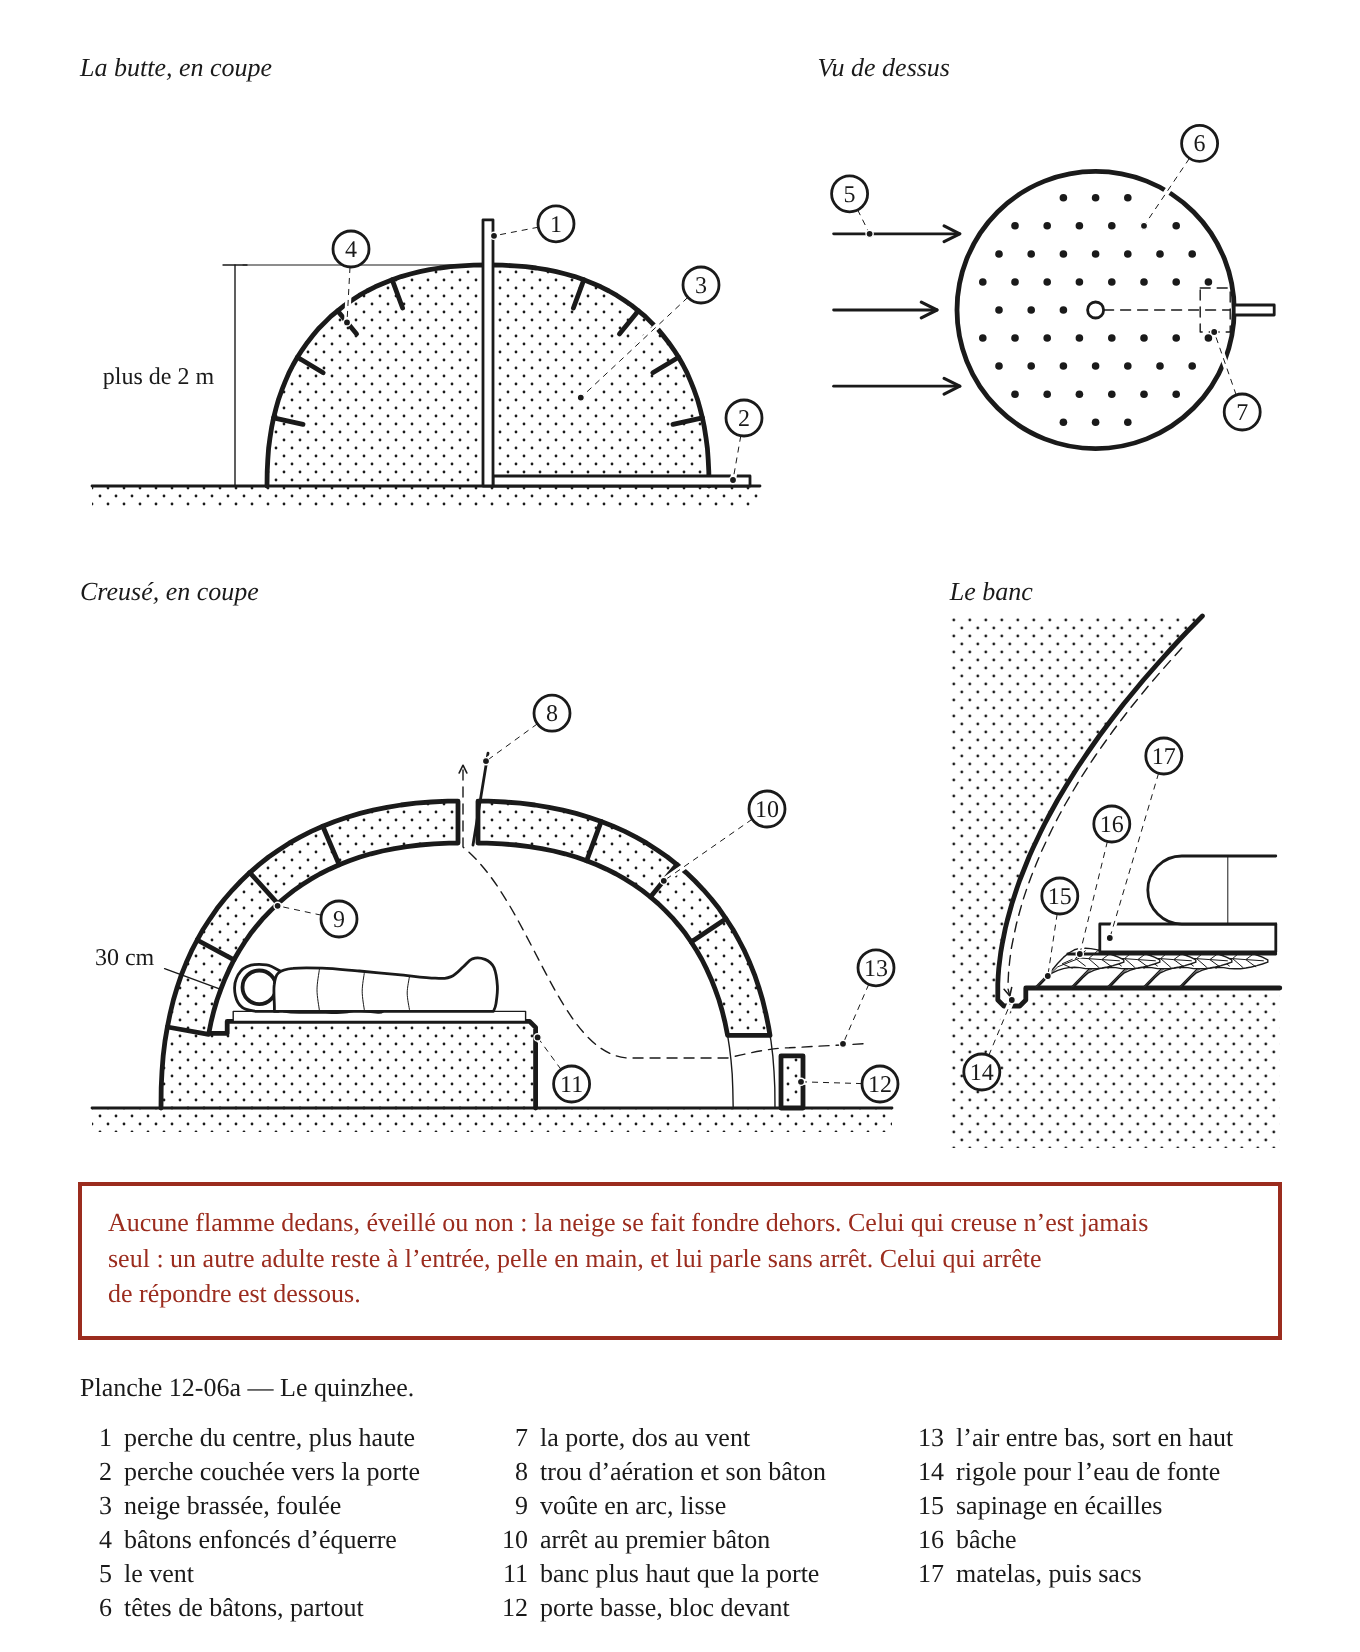 La butte, en coupe
Vu de dessus
6
5
1
4
3
plus de 2 m
2
7
Creusé, en coupe
Le banc
8
17
10
16
15
9
30 cm
13
14
11
12
Aucune flamme dedans, éveillé ou non : la neige se fait fondre dehors. Celui qui creuse n’est jamais
seul : un autre adulte reste à l’entrée, pelle en main, et lui parle sans arrêt. Celui qui arrête
de répondre est dessous.
Planche 12-06a — Le quinzhee.
1 perche du centre, plus haute
2 perche couchée vers la porte
3 neige brassée, foulée
4 bâtons enfoncés d’équerre
5 le vent
6 têtes de bâtons, partout
7 la porte, dos au vent
8 trou d’aération et son bâton
9 voûte en arc, lisse
10 arrêt au premier bâton
11 banc plus haut que la porte
12 porte basse, bloc devant
13 l’air entre bas, sort en haut
14 rigole pour l’eau de fonte
15 sapinage en écailles
16 bâche
17 matelas, puis sacs